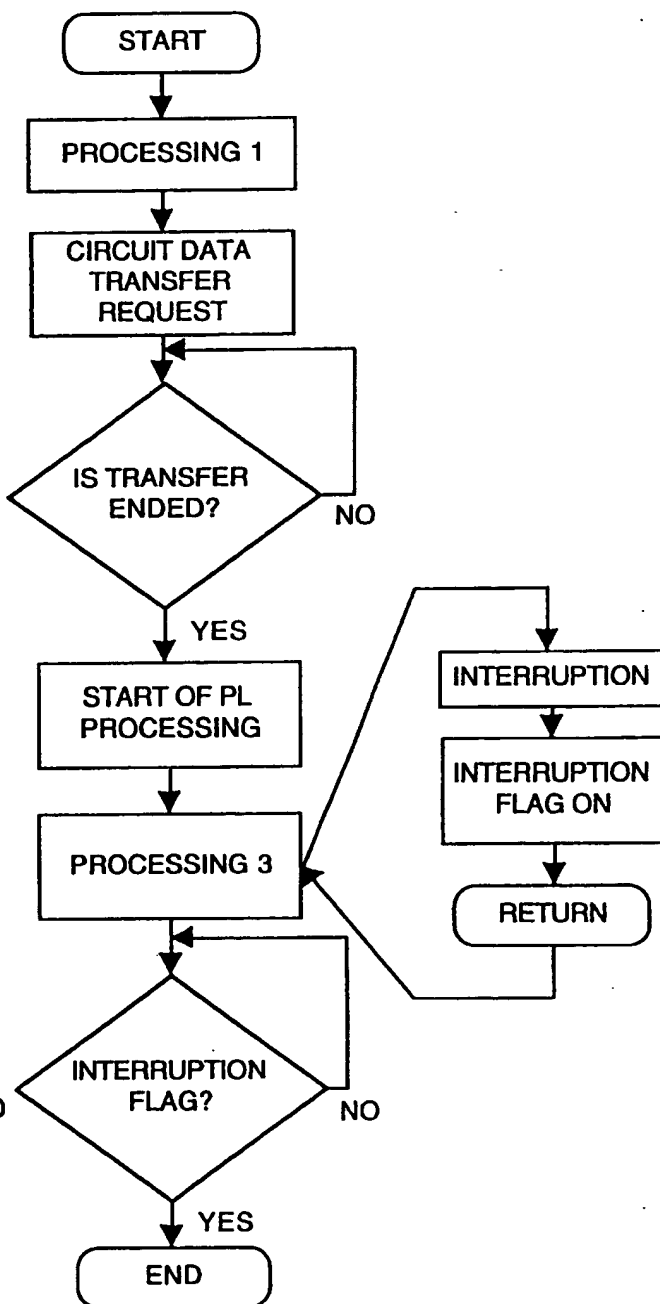 START
PROCESSING 1
CIRCUIT DATA
TRANSFER
REQUEST
IS TRANSFER
ENDED?
NO
YES
START OF PL
PROCESSING
PROCESSING 3
INTERRUPTION
INTERRUPTION
FLAG ON
RETURN
INTERRUPTION
FLAG?
NO
YES
END